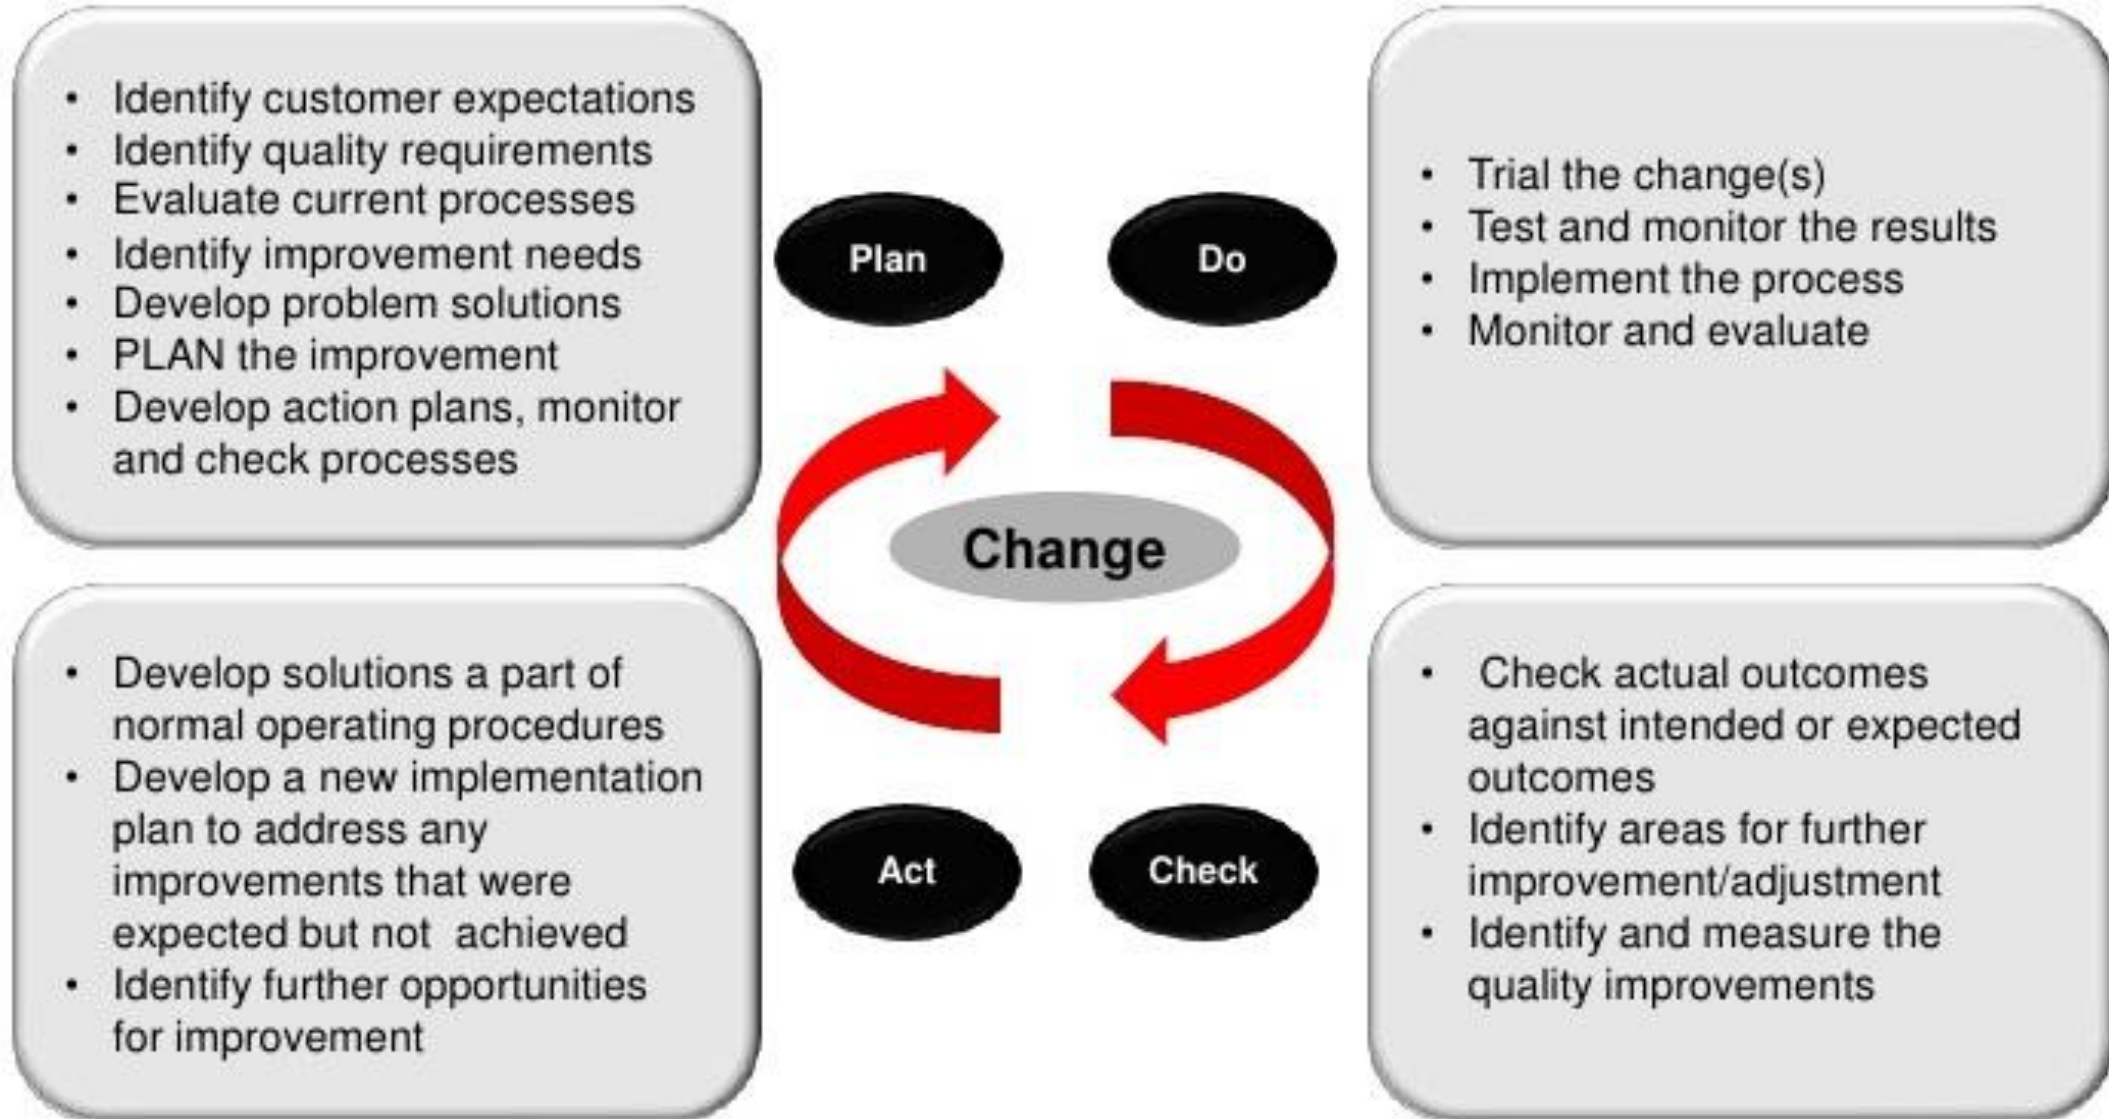 • Identify customer expectations
• Identify quality requirements
• Evaluate current processes
• Identify improvement needs
• Develop problem solutions
• PLAN the improvement
• Develop action plans, monitor
and check processes
Plan
Do
• Trial the change(s)
• Test and monitor the results
• Implement the process
• Monitor and evaluate
Change
• Develop solutions a part of
normal operating procedures
• Develop a new implementation
plan to address any
improvements that were
expected but not achieved
• Identify further opportunities
for improvement
Act
Check
• Check actual outcomes
against intended or expected
outcomes
• Identify areas for further
improvement/adjustment
• Identify and measure the
quality improvements